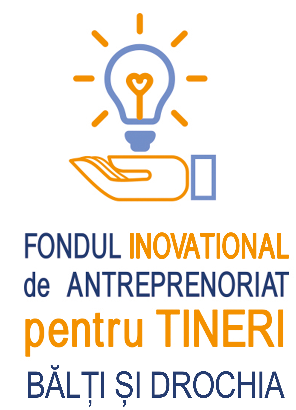 FONDUL INOVATIONAL
de ANTREPRENORIAT
pentru TINERI
BĂLȚI ȘI DROCHIA